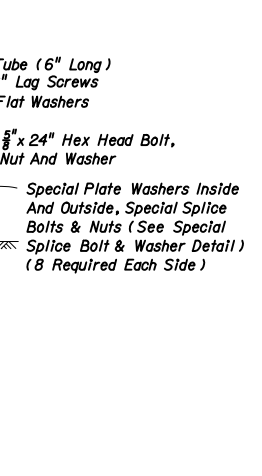 Tube (6" Long)
" Lag Screws
Flat Washers
5/8" x 24" Hex Head Bolt,
Nut And Washer
Special Plate Washers Inside
And Outside, Special Splice
Bolts & Nuts (See Special
Splice Bolt & Washer Detail)
(8 Required Each Side)